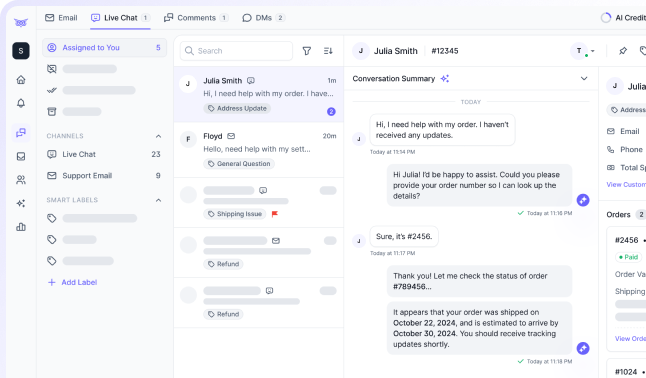 Email
Live Chat 1
Comments 1
DMs 2
AI Credit
S
Assigned to You 5
CHANNELS
Live Chat 23
Support Email 9
SMART LABELS
+ Add Label
Search
J
Julia Smith
1m
Hi, I need help with my order. I have...
Address Update
2
F
Floyd
20m
Hello, need help with my sett...
General Question
Shipping Issue
Refund
Refund
J
Julia Smith
#12345
T
Conversation Summary
TODAY
Hi, I need help with my order. I haven't
received any updates.
J
Today at 11:14 PM
Hi Julia! I'd be happy to assist. Could you please
provide your order number so I can look up the
details?
Today at 11:16 PM
Sure, it's #2456.
J
Today at 11:17 PM
Thank you! Let me check the status of order
#789456...
It appears that your order was shipped on
October 22, 2024, and is estimated to arrive by
October 30, 2024. You should receive tracking
updates shortly.
Today at 11:18 PM
J
Julia
Address
Email
Phone
Total Sp
View Custom
Orders 2
#2456 •
Paid
Order Va
Shipping
View Orde
#1024 •